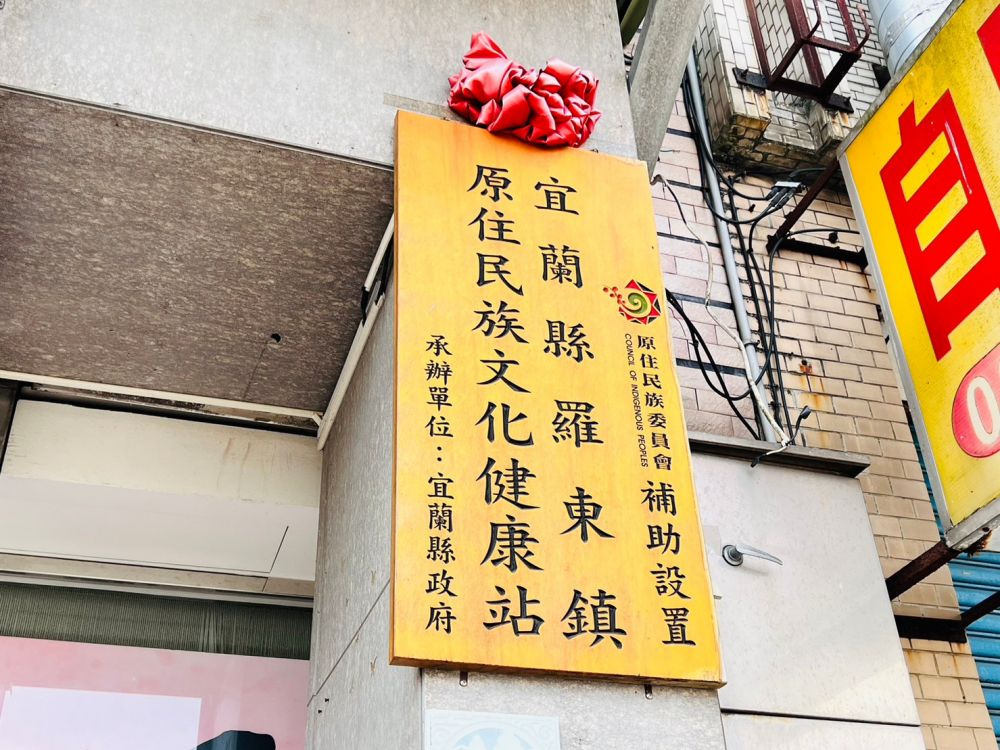 原住民族委員會 補助設置
COUNCIL OF INDIGENOUS PEOPLES
宜蘭縣羅東鎮
原住民族文化健康站
承辦單位：宜蘭縣政府
自
0